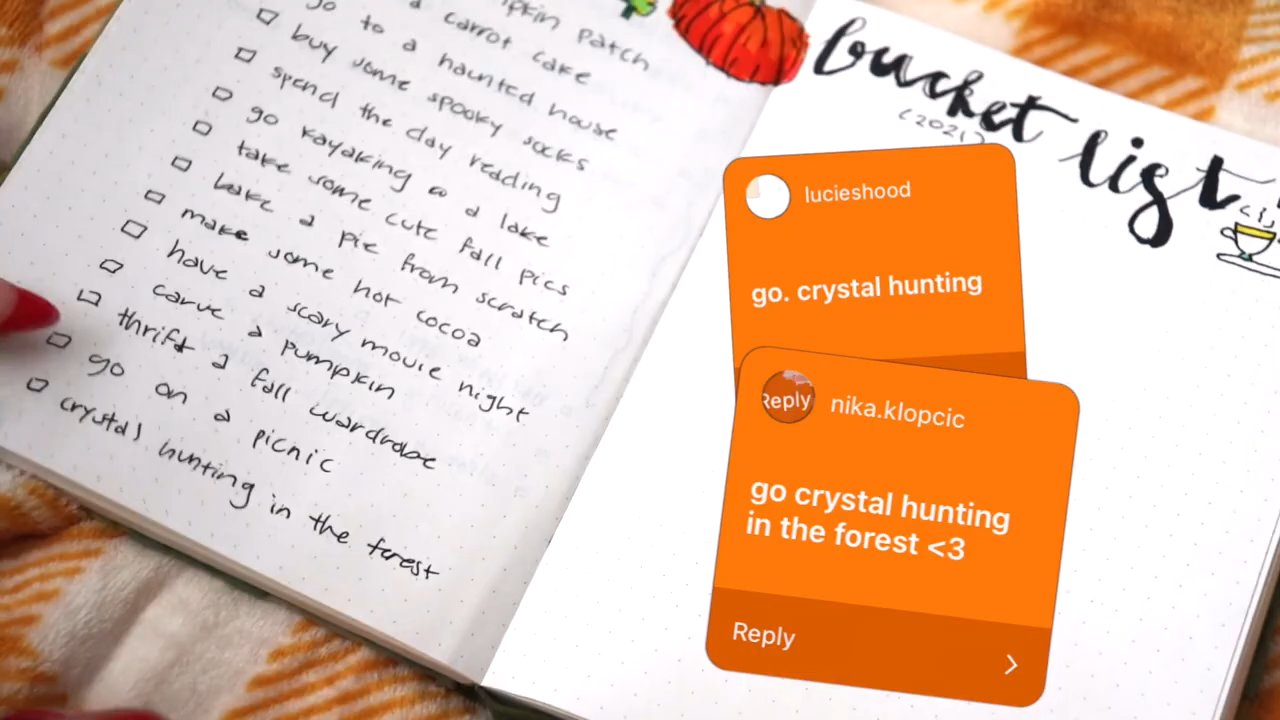 pumpkin patch
a carrot cake
go to a haunted house
buy some spooky socks
spend the day reading
go kayaking @ a lake
take some cute fall pics
bake a pie from scratch
make some hot cocoa
have a scary movie night
carve a pumpkin
thrift a fall wardrobe
go on a picnic
crystal hunting in the forest
bucket list
(2021)
lucieshood
go. crystal hunting
Reply
nika.klopcic
go crystal hunting
in the forest <3
Reply